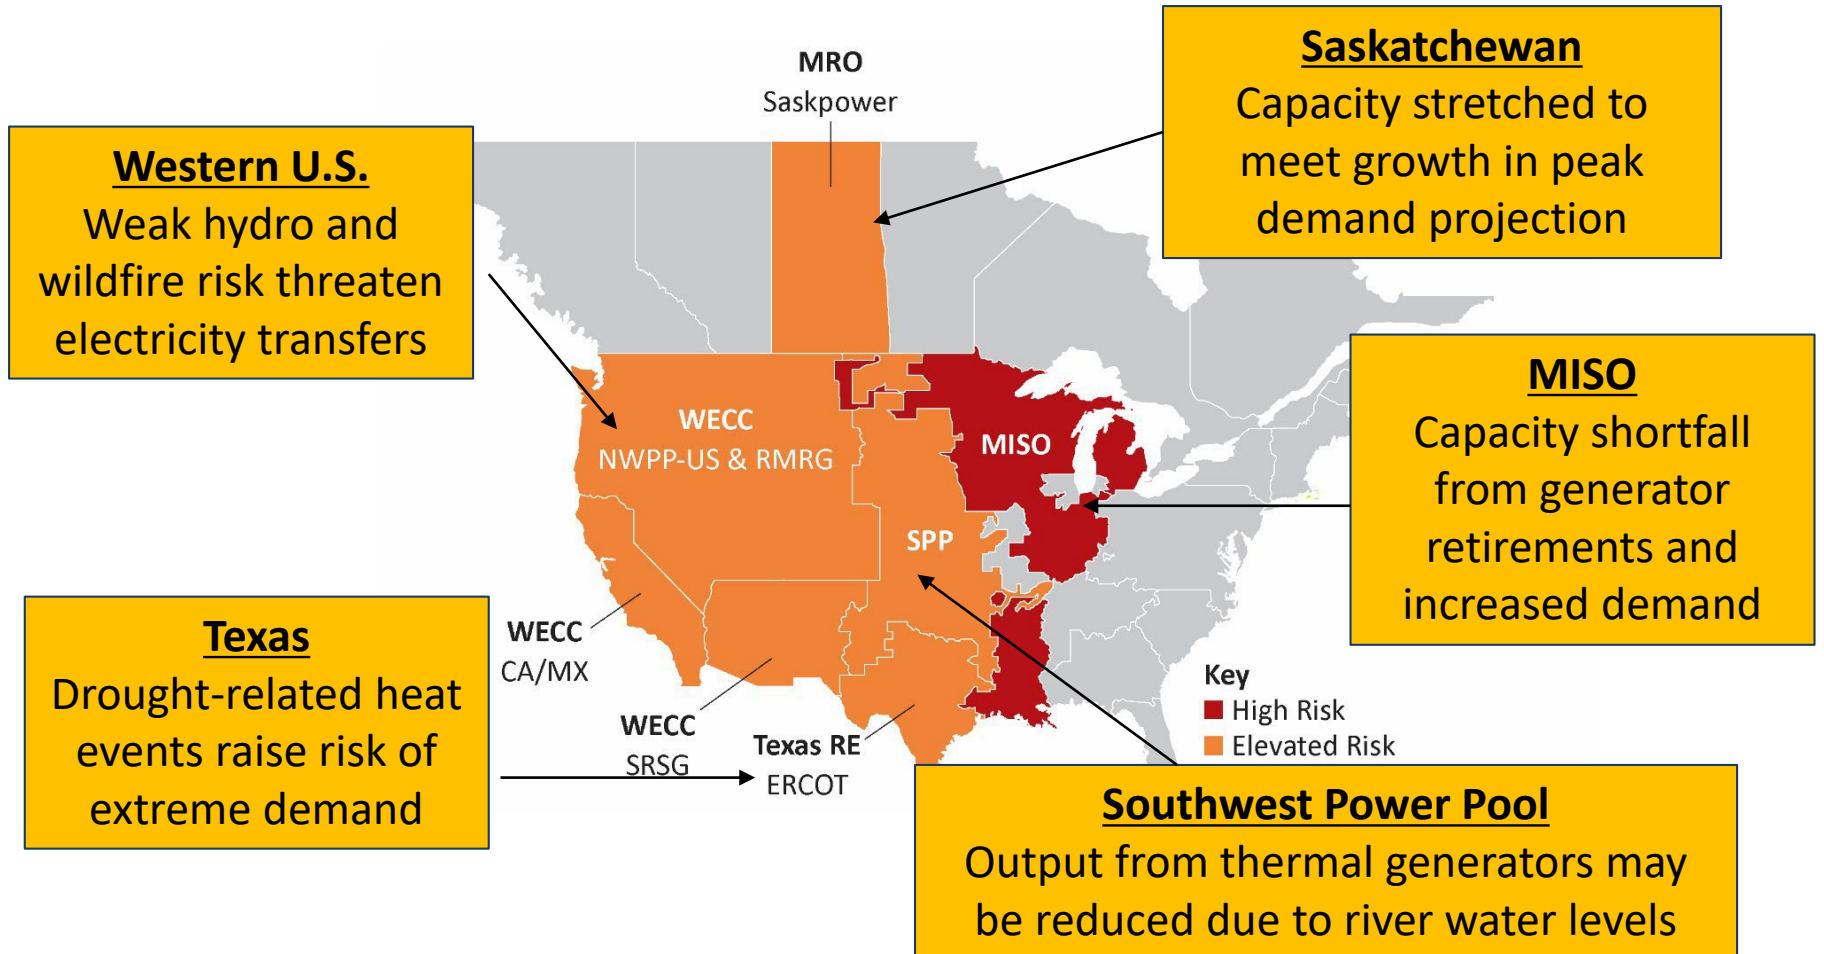 MRO
Saskpower
Saskatchewan
Capacity stretched to
meet growth in peak
demand projection
Western U.S.
Weak hydro and
wildfire risk threaten
electricity transfers
MISO
Capacity shortfall
from generator
retirements and
increased demand
WECC
NWPP-US & RMRG
MISO
SPP
Texas
Drought-related heat
events raise risk of
extreme demand
WECC
CA/MX
WECC
SRSG
Texas RE
ERCOT
Key
High Risk
Elevated Risk
Southwest Power Pool
Output from thermal generators may
be reduced due to river water levels